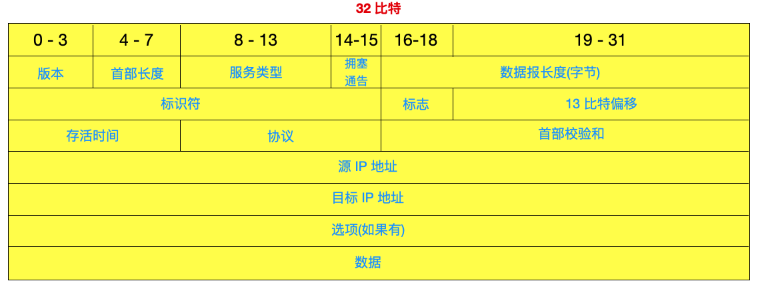 32 比特
0 - 3 4 - 7 8 - 13 14-15 16-18 19 - 31
版本 首部长度 服务类型 拥塞 数据报长度(字节)
通告
标识符 标志 13 比特偏移
存活时间 协议 首部校验和
源 IP 地址
目标 IP 地址
选项(如果有)
数据